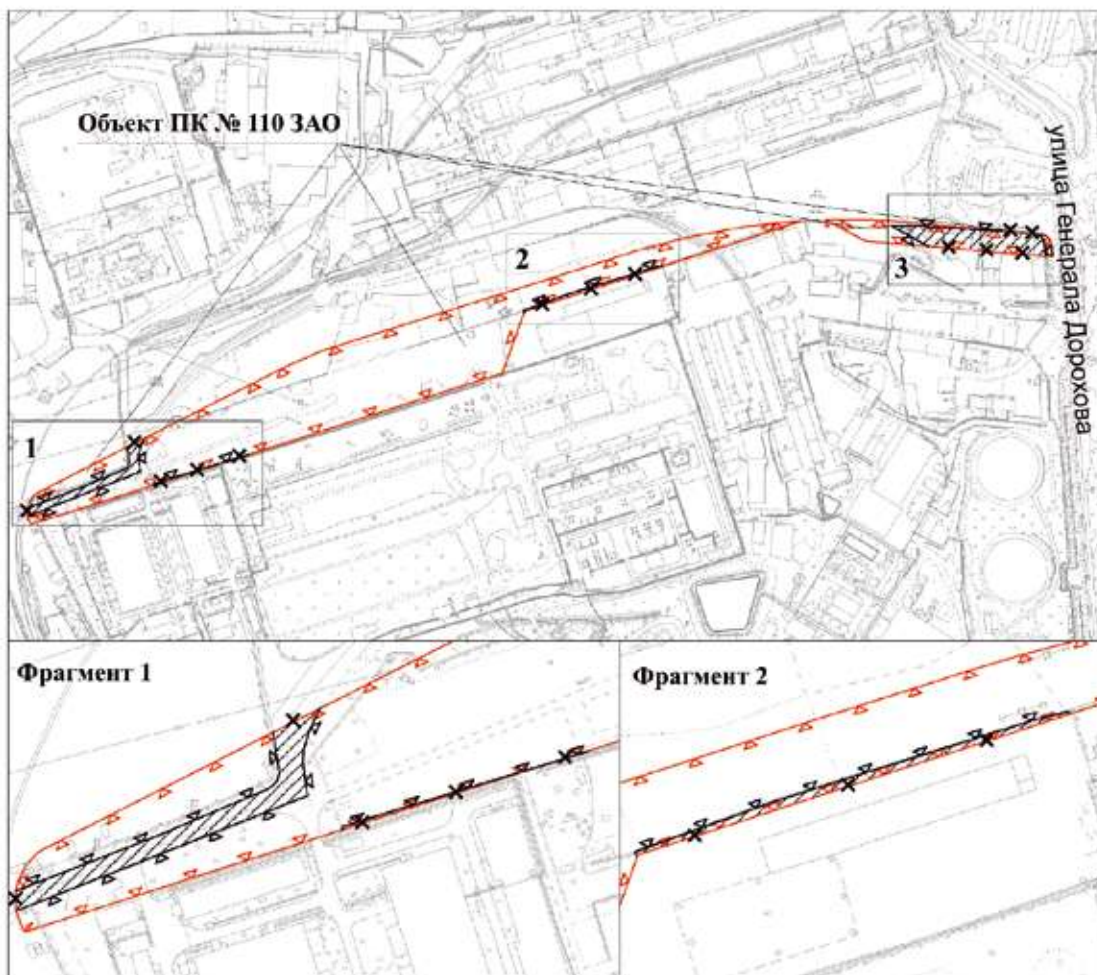 Объект ПК № 110 ЗАО
улица Генерала Дорохова
2
3
1
Фрагмент 1
Фрагмент 2